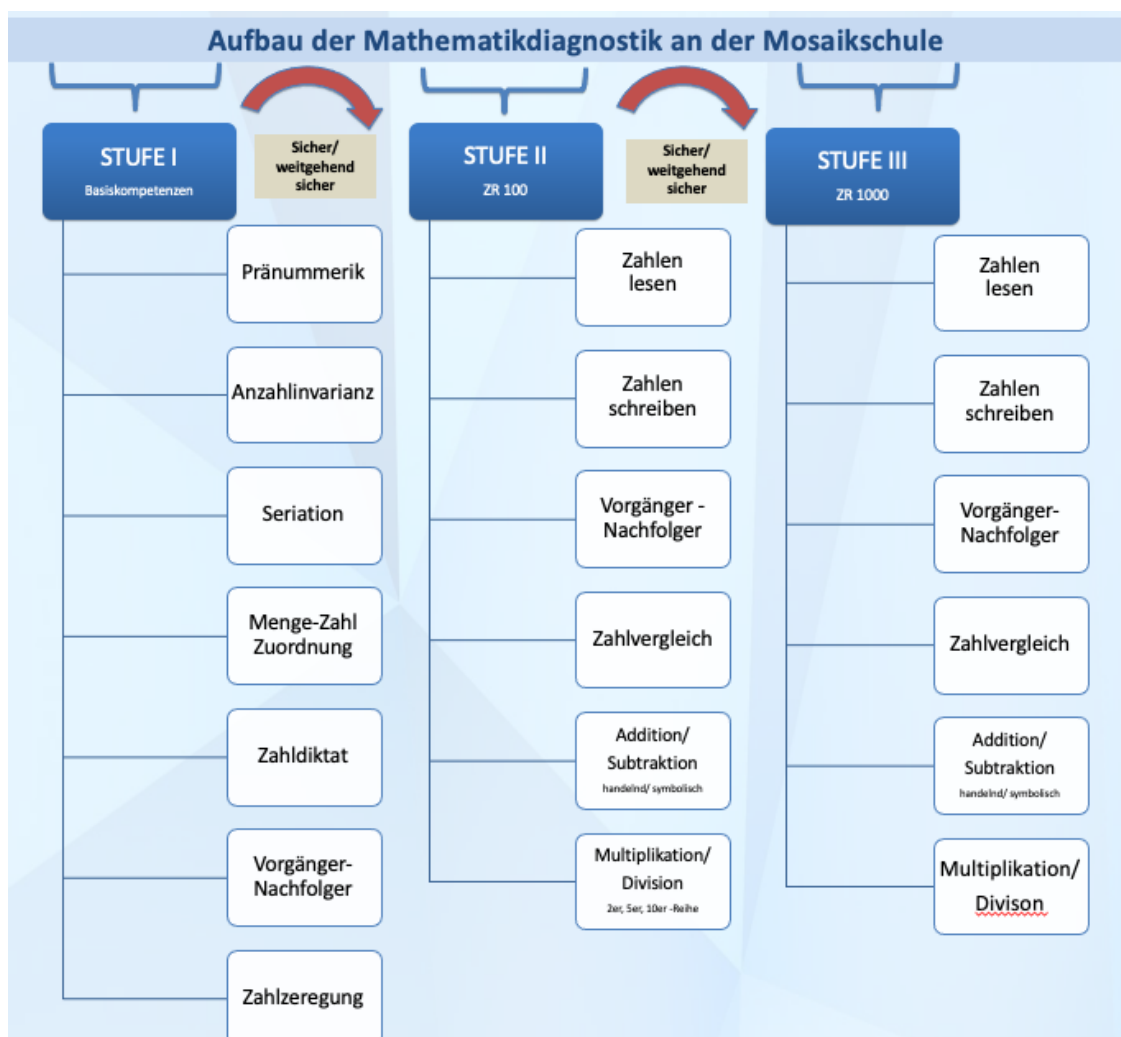 Aufbau der Mathematikdiagnostik an der Mosaikschule
STUFE I
Basiskompetenzen
Sicher/
weitgehend
sicher
STUFE II
ZR 100
Sicher/
weitgehend
sicher
STUFE III
ZR 1000
Pränummerik
Anzahlinvarianz
Seriation
Menge-Zahl
Zuordnung
Zahldiktat
Vorgänger-
Nachfolger
Zahlzeregung
Zahlen
lesen
Zahlen
schreiben
Vorgänger -
Nachfolger
Zahlvergleich
Addition/
Subtraktion
handelnd/ symbolisch
Multiplikation/
Division
2er, 5er, 10er -Reihe
Zahlen
lesen
Zahlen
schreiben
Vorgänger-
Nachfolger
Zahlvergleich
Addition/
Subtraktion
handelnd/ symbolisch
Multiplikation/
Divison